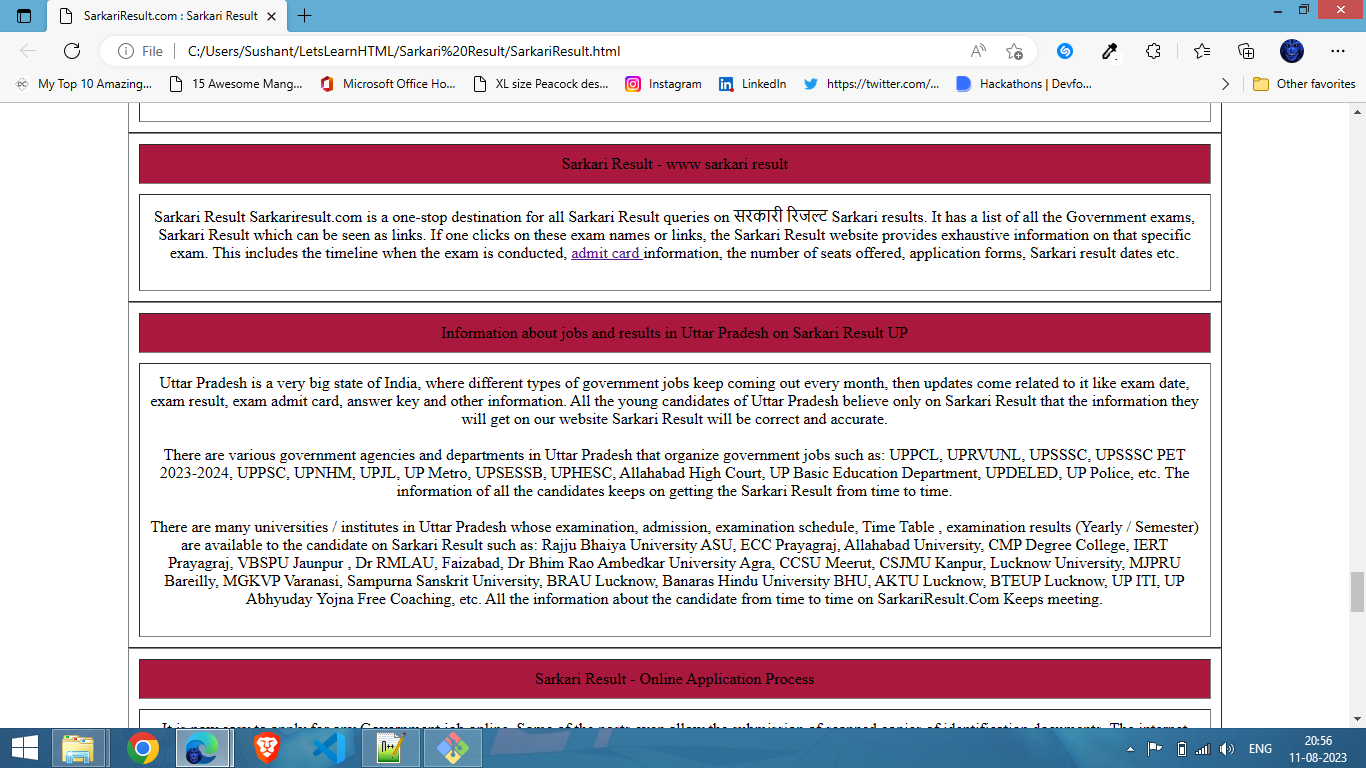 SarkariResult.com : Sarkari Result
File
C:/Users/Sushant/LetsLearnHTML/Sarkari%20Result/SarkariResult.html
My Top 10 Amazing...
15 Awesome Mang...
Microsoft Office Ho...
XL size Peacock des...
Instagram
LinkedIn
https://twitter.com/...
Hackathons | Devfo...
Other favorites
Sarkari Result - www sarkari result
Sarkari Result Sarkariresult.com is a one-stop destination for all Sarkari Result queries on सरकारी रिजल्ट Sarkari results. It has a list of all the Government exams,
Sarkari Result which can be seen as links. If one clicks on these exam names or links, the Sarkari Result website provides exhaustive information on that specific
exam. This includes the timeline when the exam is conducted, admit card information, the number of seats offered, application forms, Sarkari result dates etc.
Information about jobs and results in Uttar Pradesh on Sarkari Result UP
Uttar Pradesh is a very big state of India, where different types of government jobs keep coming out every month, then updates come related to it like exam date,
exam result, exam admit card, answer key and other information. All the young candidates of Uttar Pradesh believe only on Sarkari Result that the information they
will get on our website Sarkari Result will be correct and accurate.
There are various government agencies and departments in Uttar Pradesh that organize government jobs such as: UPPCL, UPRVUNL, UPSSSC, UPSSSC PET
2023-2024, UPPSC, UPNHM, UPJL, UP Metro, UPSESSB, UPHESC, Allahabad High Court, UP Basic Education Department, UPDELED, UP Police, etc. The
information of all the candidates keeps on getting the Sarkari Result from time to time.
There are many universities / institutes in Uttar Pradesh whose examination, admission, examination schedule, Time Table , examination results (Yearly / Semester)
are available to the candidate on Sarkari Result such as: Rajju Bhaiya University ASU, ECC Prayagraj, Allahabad University, CMP Degree College, IERT
Prayagraj, VBSPU Jaunpur , Dr RMLAU, Faizabad, Dr Bhim Rao Ambedkar University Agra, CCSU Meerut, CSJMU Kanpur, Lucknow University, MJPRU
Bareilly, MGKVP Varanasi, Sampurna Sanskrit University, BRAU Lucknow, Banaras Hindu University BHU, AKTU Lucknow, BTEUP Lucknow, UP ITI, UP
Abhyuday Yojna Free Coaching, etc. All the information about the candidate from time to time on SarkariResult.Com Keeps meeting.
Sarkari Result - Online Application Process
ENG
20:56
11-08-2023